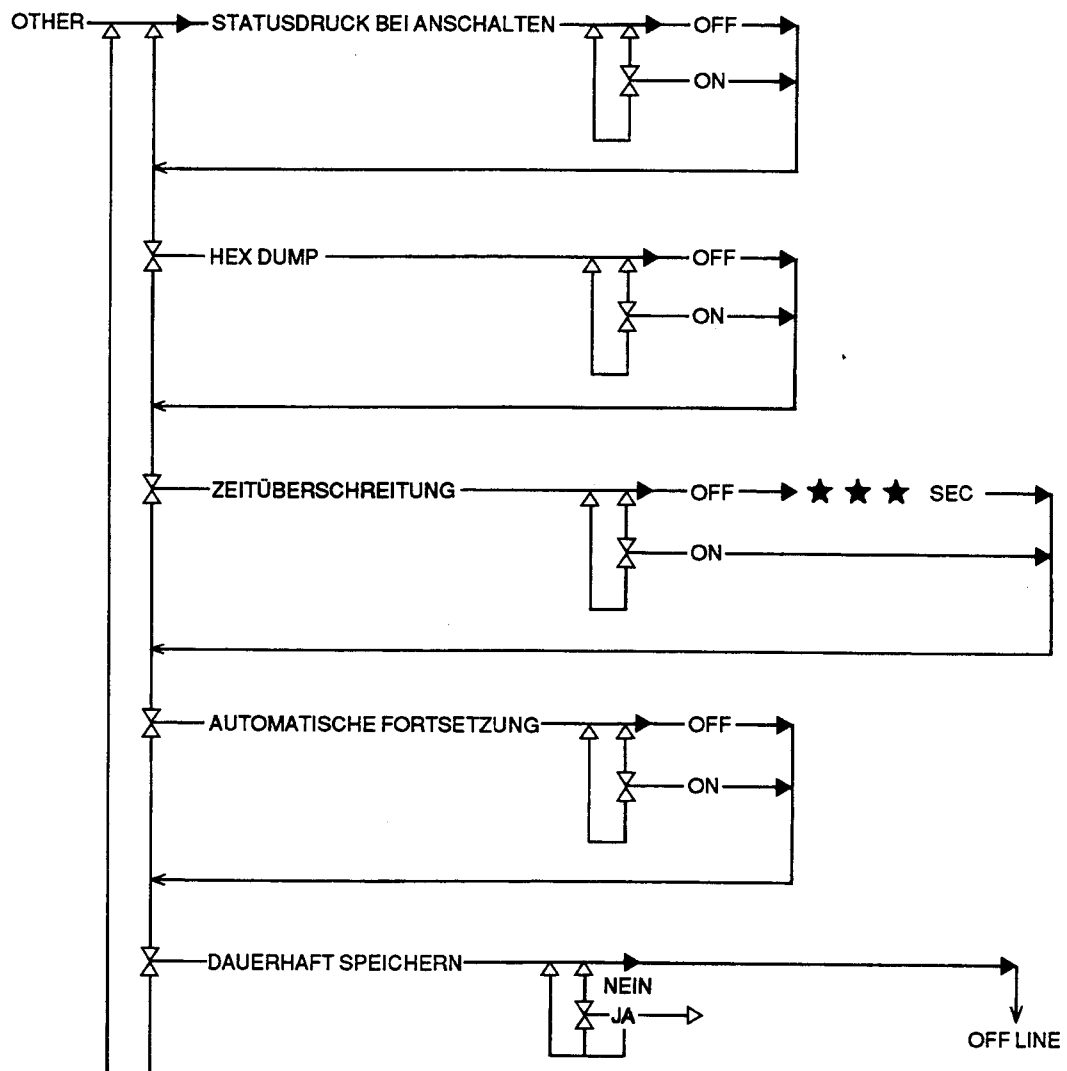 OTHER STATUSDRUCK BEI ANSCHALTEN OFF
ON
HEX DUMP OFF
ON
ZEITÜBERSCHREITUNG OFF ★ ★ ★ SEC
ON
AUTOMATISCHE FORTSETZUNG OFF
ON
DAUERHAFT SPEICHERN
NEIN
JA
OFF LINE